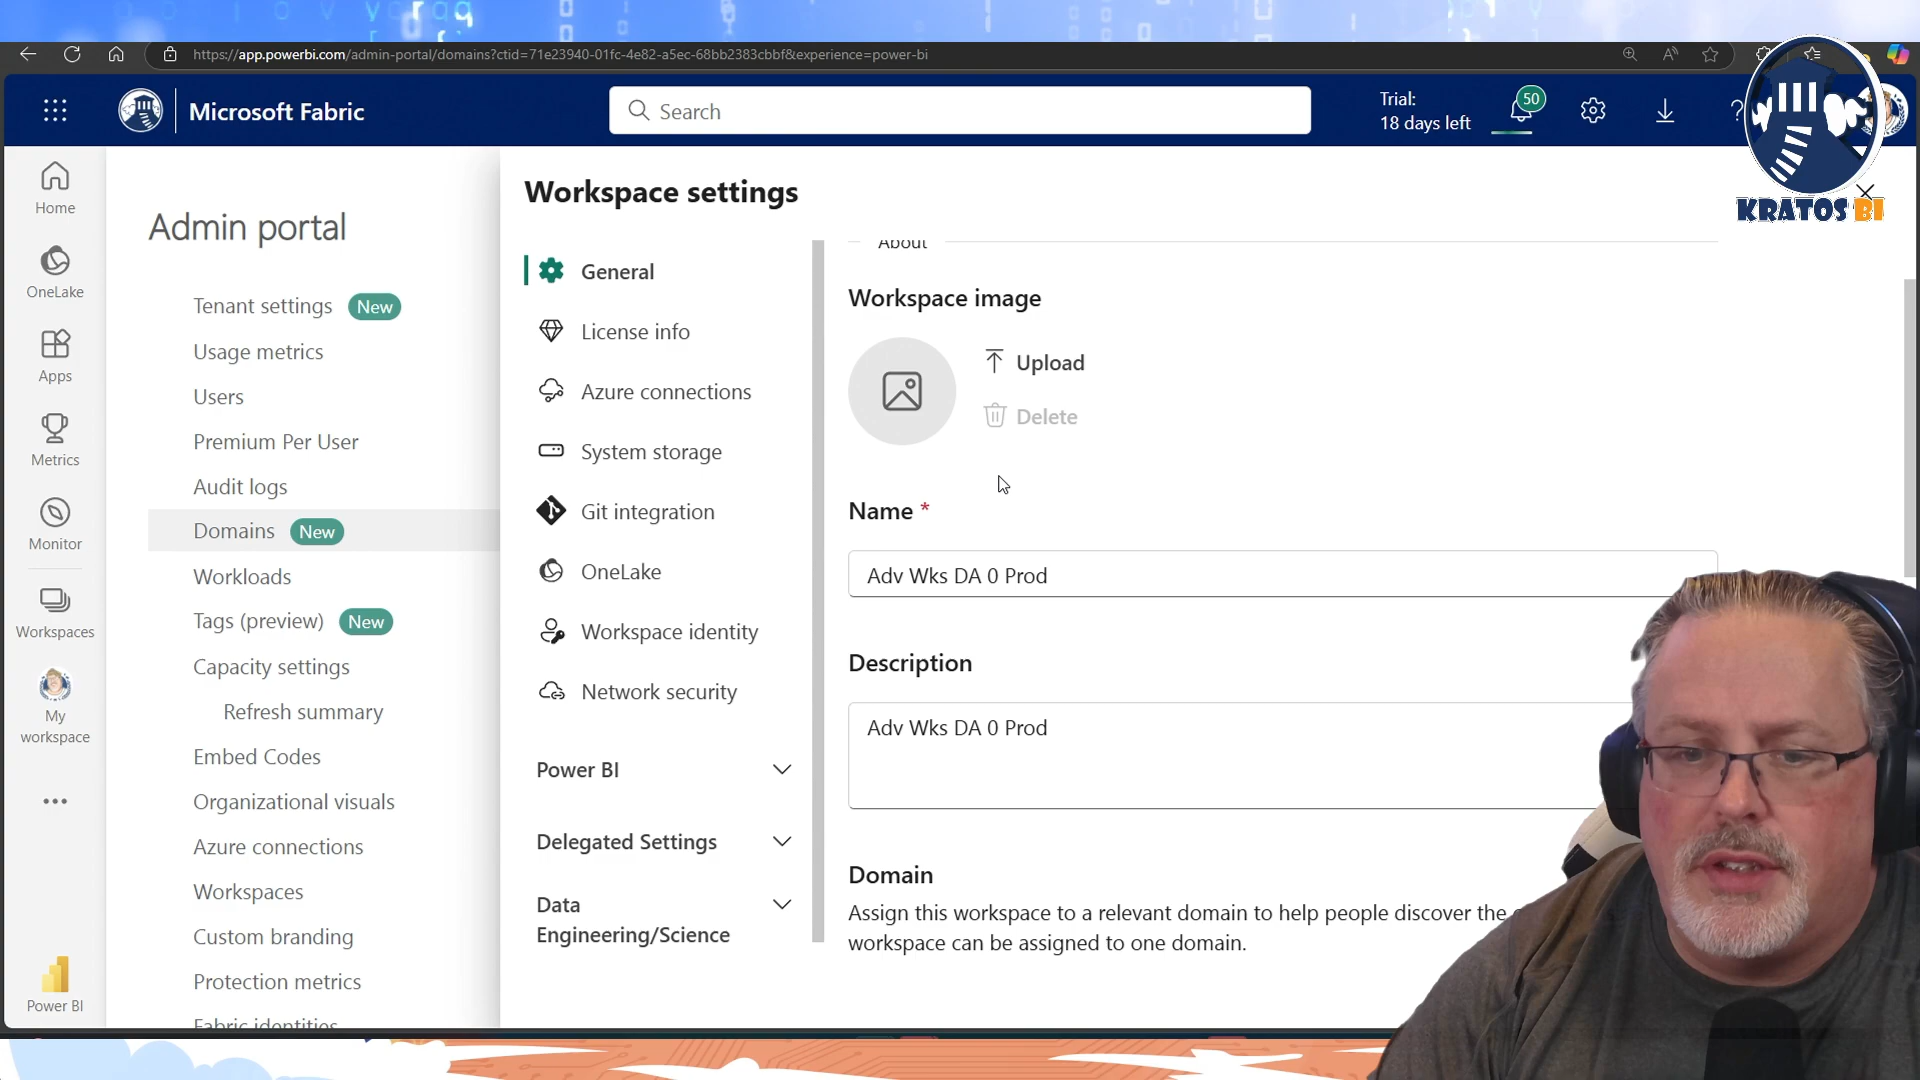 https://app.powerbi.com/admin-portal/domains?ctid=71e23940-01fc-4e82-a5ec-68bb2383cbbf&experience=power-bi
Microsoft Fabric
Search
Trial:
18 days left
50
?
KRATOS BI
Home
OneLake
Apps
Metrics
Monitor
Workspaces
My
workspace
Power BI
Admin portal
Tenant settings New
Usage metrics
Users
Premium Per User
Audit logs
Domains New
Workloads
Tags (preview) New
Capacity settings
Refresh summary
Embed Codes
Organizational visuals
Azure connections
Workspaces
Custom branding
Protection metrics
Fabric identities
Workspace settings
General
License info
Azure connections
System storage
Git integration
OneLake
Workspace identity
Network security
Power BI
Delegated Settings
Data
Engineering/Science
About
Workspace image
Upload
Delete
Name *
Adv Wks DA 0 Prod
Description
Adv Wks DA 0 Prod
Domain
Assign this workspace to a relevant domain to help people discover the
workspace can be assigned to one domain.